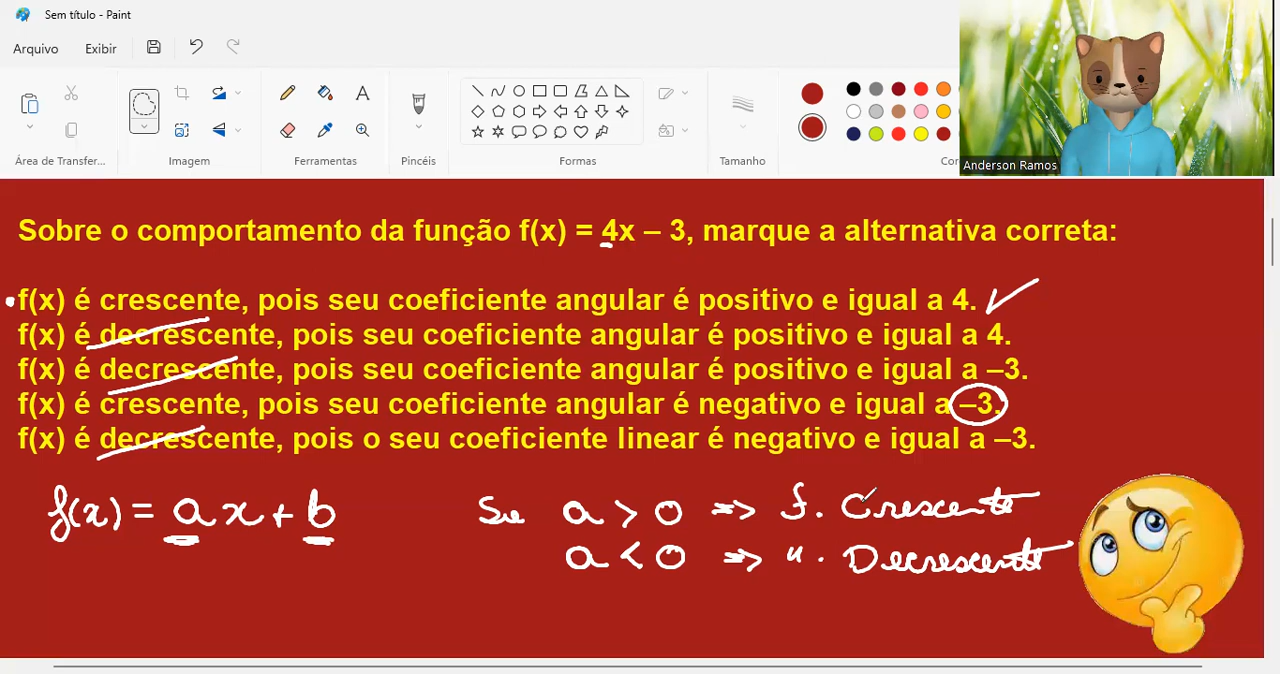 Sem título - Paint
Arquivo Exibir
A
Área de Transfer... Imagem Ferramentas Pincéis Formas Tamanho Cor
Anderson Ramos
Sobre o comportamento da função f(x) = 4x – 3, marque a alternativa correta:
f(x) é crescente, pois seu coeficiente angular é positivo e igual a 4.
f(x) é decrescente, pois seu coeficiente angular é positivo e igual a 4.
f(x) é decrescente, pois seu coeficiente angular é positivo e igual a –3.
f(x) é crescente, pois seu coeficiente angular é negativo e igual a –3.
f(x) é decrescente, pois o seu coeficiente linear é negativo e igual a –3.
f(x) = ax + b
Se a > 0 => f. Crescente
a < 0 => ". Decrescente